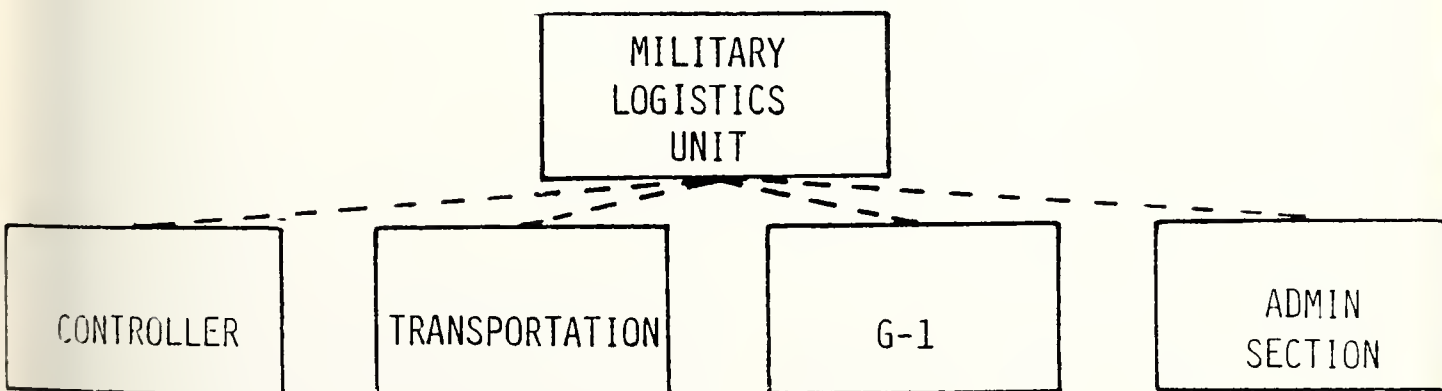 MILITARY
LOGISTICS
UNIT
CONTROLLER
TRANSPORTATION
G-1
ADMIN
SECTION